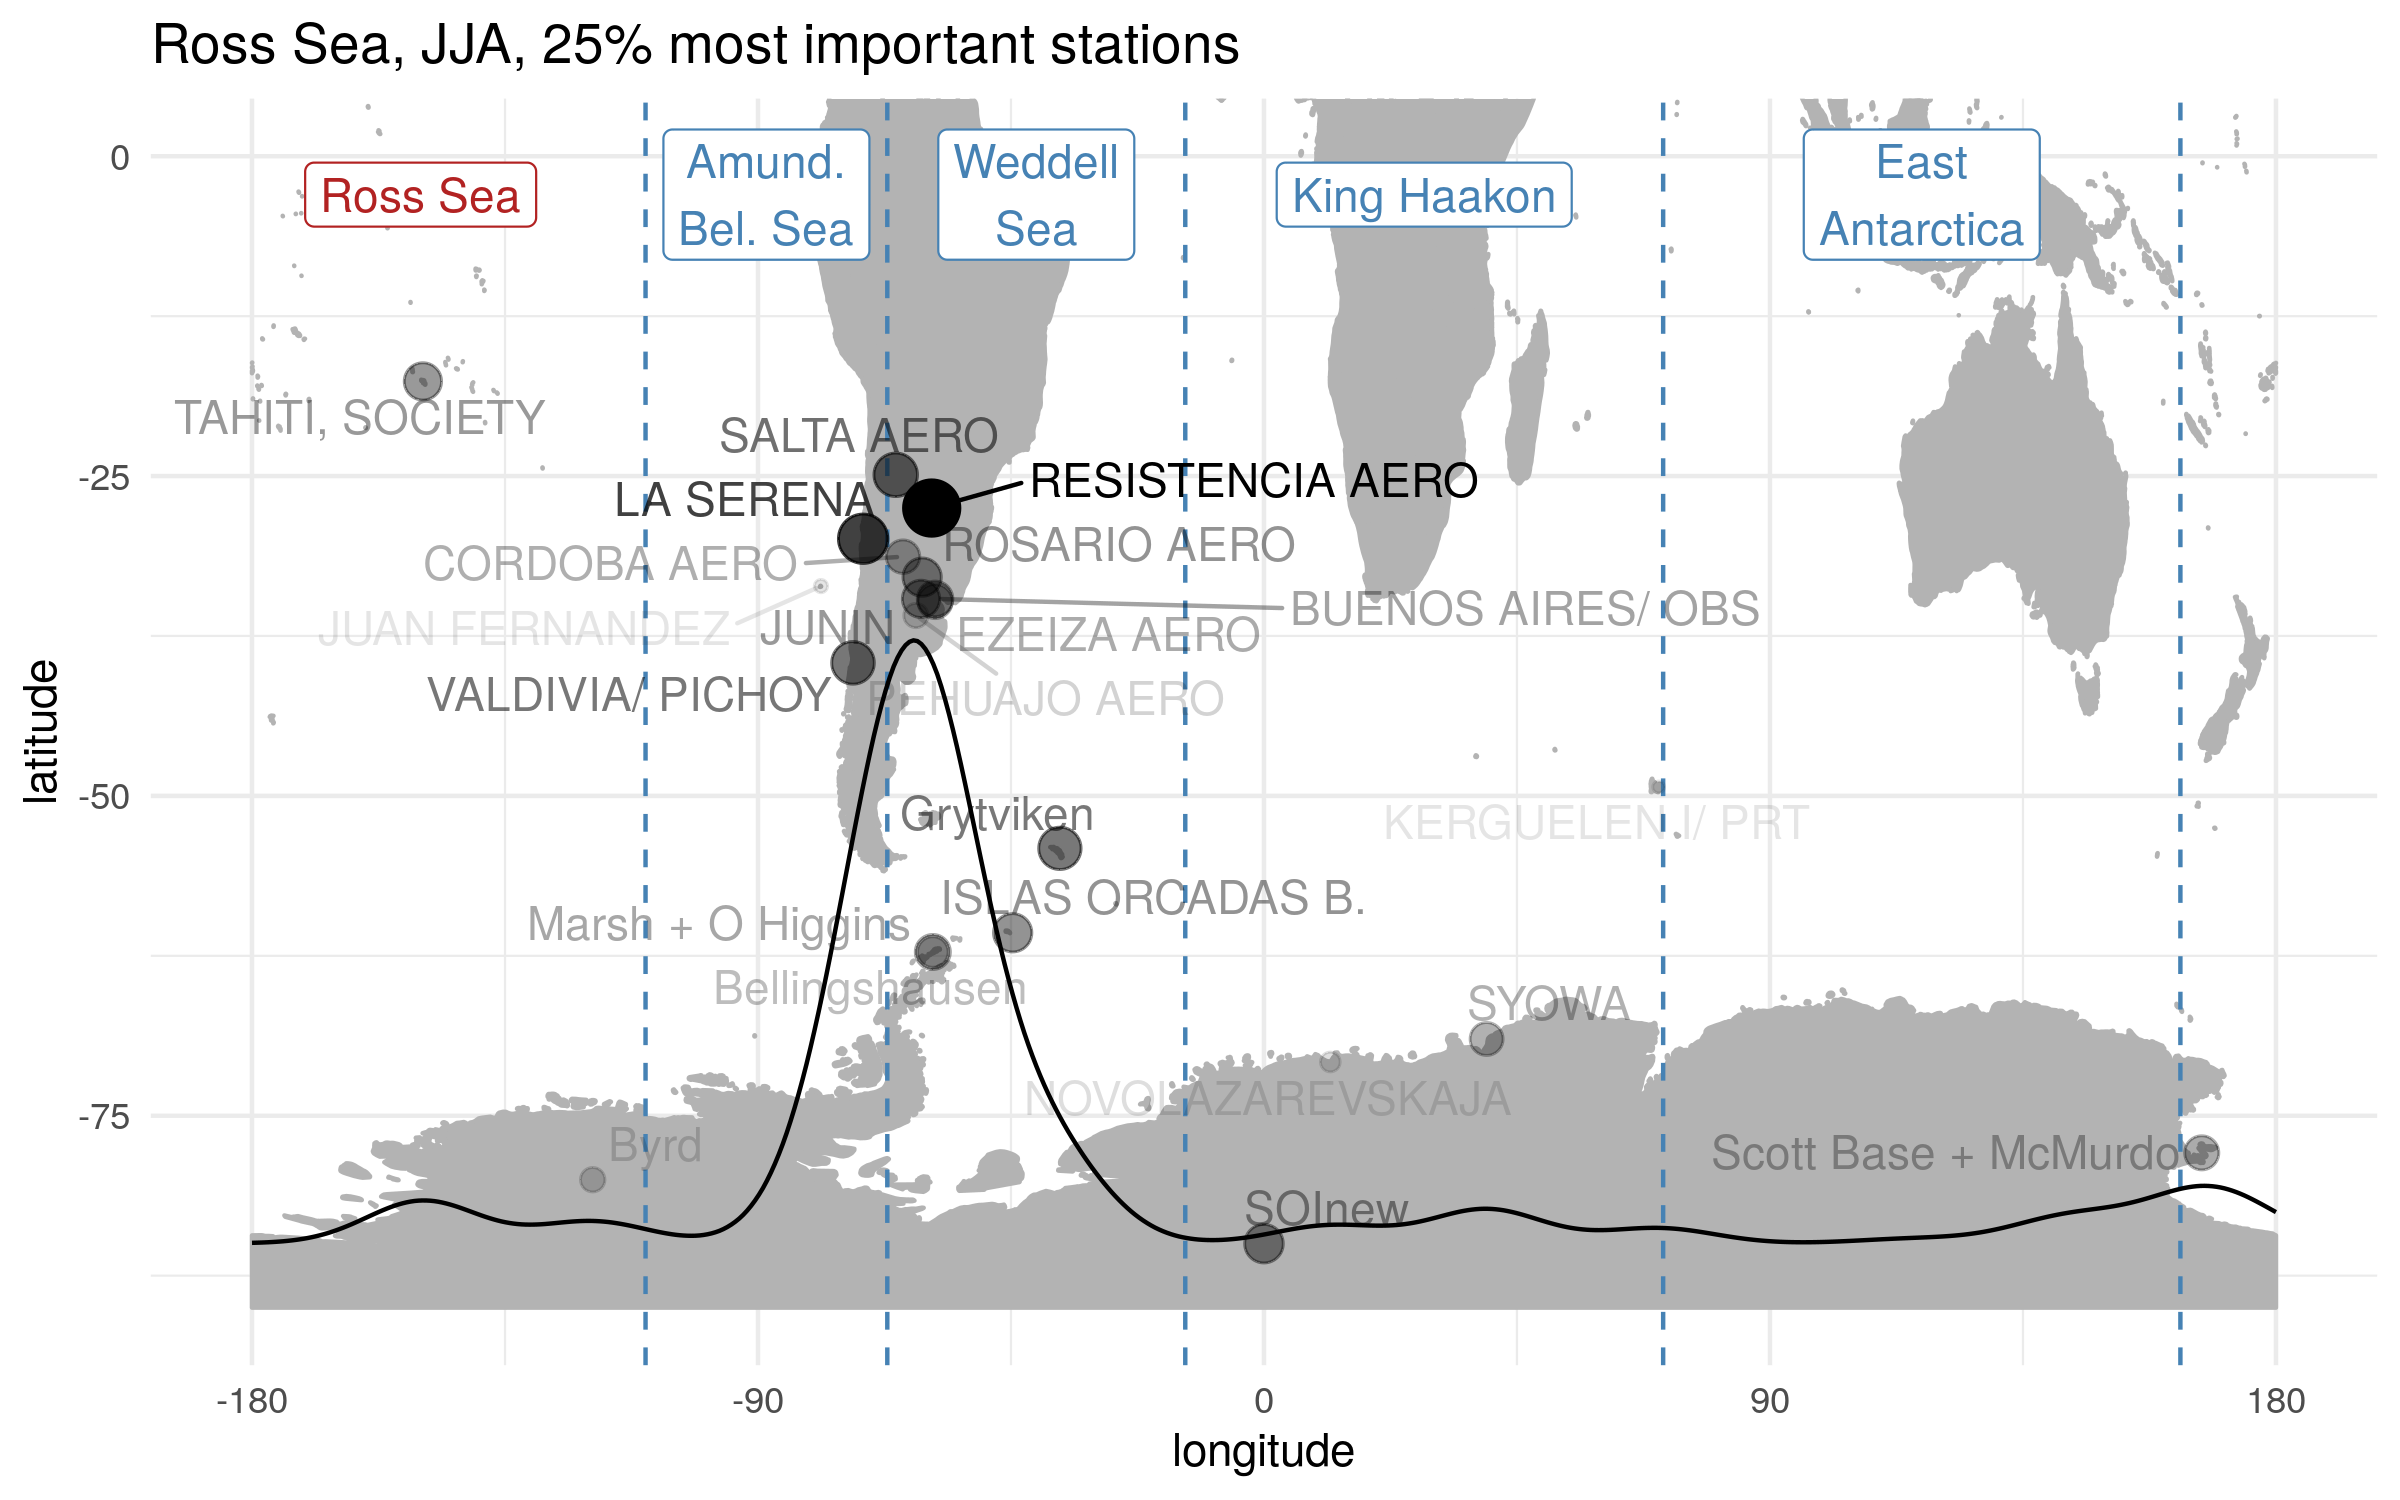 Ross Sea, JJA, 25% most important stations
0
-25
-50
-75
latitude
Ross Sea
Amund.
Bel. Sea
Weddell
Sea
King Haakon
East
Antarctica
TAHITI, SOCIETY
SALTA AERO
RESISTENCIA AERO
LA SERENA
ROSARIO AERO
CORDOBA AERO
BUENOS AIRES/ OBS
JUAN FERNANDEZ
JUNIN
EZEIZA AERO
VALDIVIA/ PICHOY
PEHUAJO AERO
Grytviken
KERGUELEN I/ PRT
ISLAS ORCADAS B.
Marsh + O Higgins
Bellingshausen
SYOWA
NOVOLAZAREVSKAJA
Byrd
Scott Base + McMurdo
SOInew
-180
-90
0
90
180
longitude